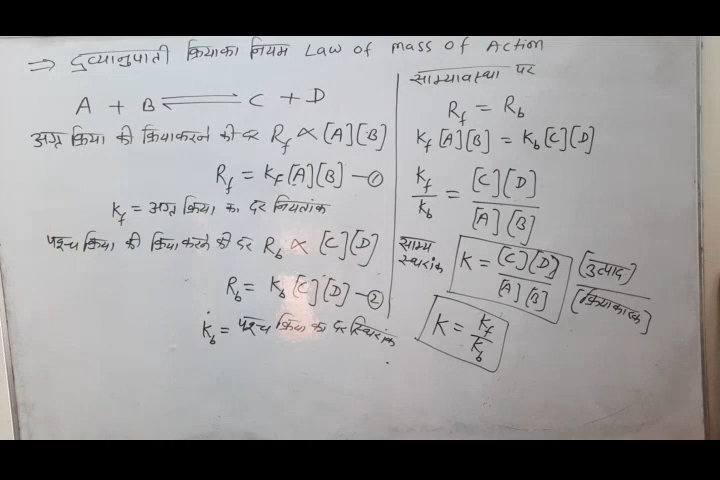 ⇒ द्रव्यानुपाती क्रियाका नियम Law of mass of Action
A + B ⇌ C + D
अग्र क्रिया की क्रियाकरने की दर R_f ∝ [A][B]
R_f = K_f [A][B] — ①
K_f = अग्र क्रिया का दर नियतांक
पश्च क्रिया की क्रियाकरने की दर R_b ∝ [C][D]
R_b = K_b [C][D] — ②
K_b = पश्च क्रिया का दर स्थिरांक
साम्यावस्था पर
R_f = R_b
K_f [A][B] = K_b [C][D]
K_f / K_b = [C][D] / [A][B]
साम्य स्थरांक K = [C][D] / [A][B] [उत्पाद] / [क्रियाकारक]
K = K_f / K_b